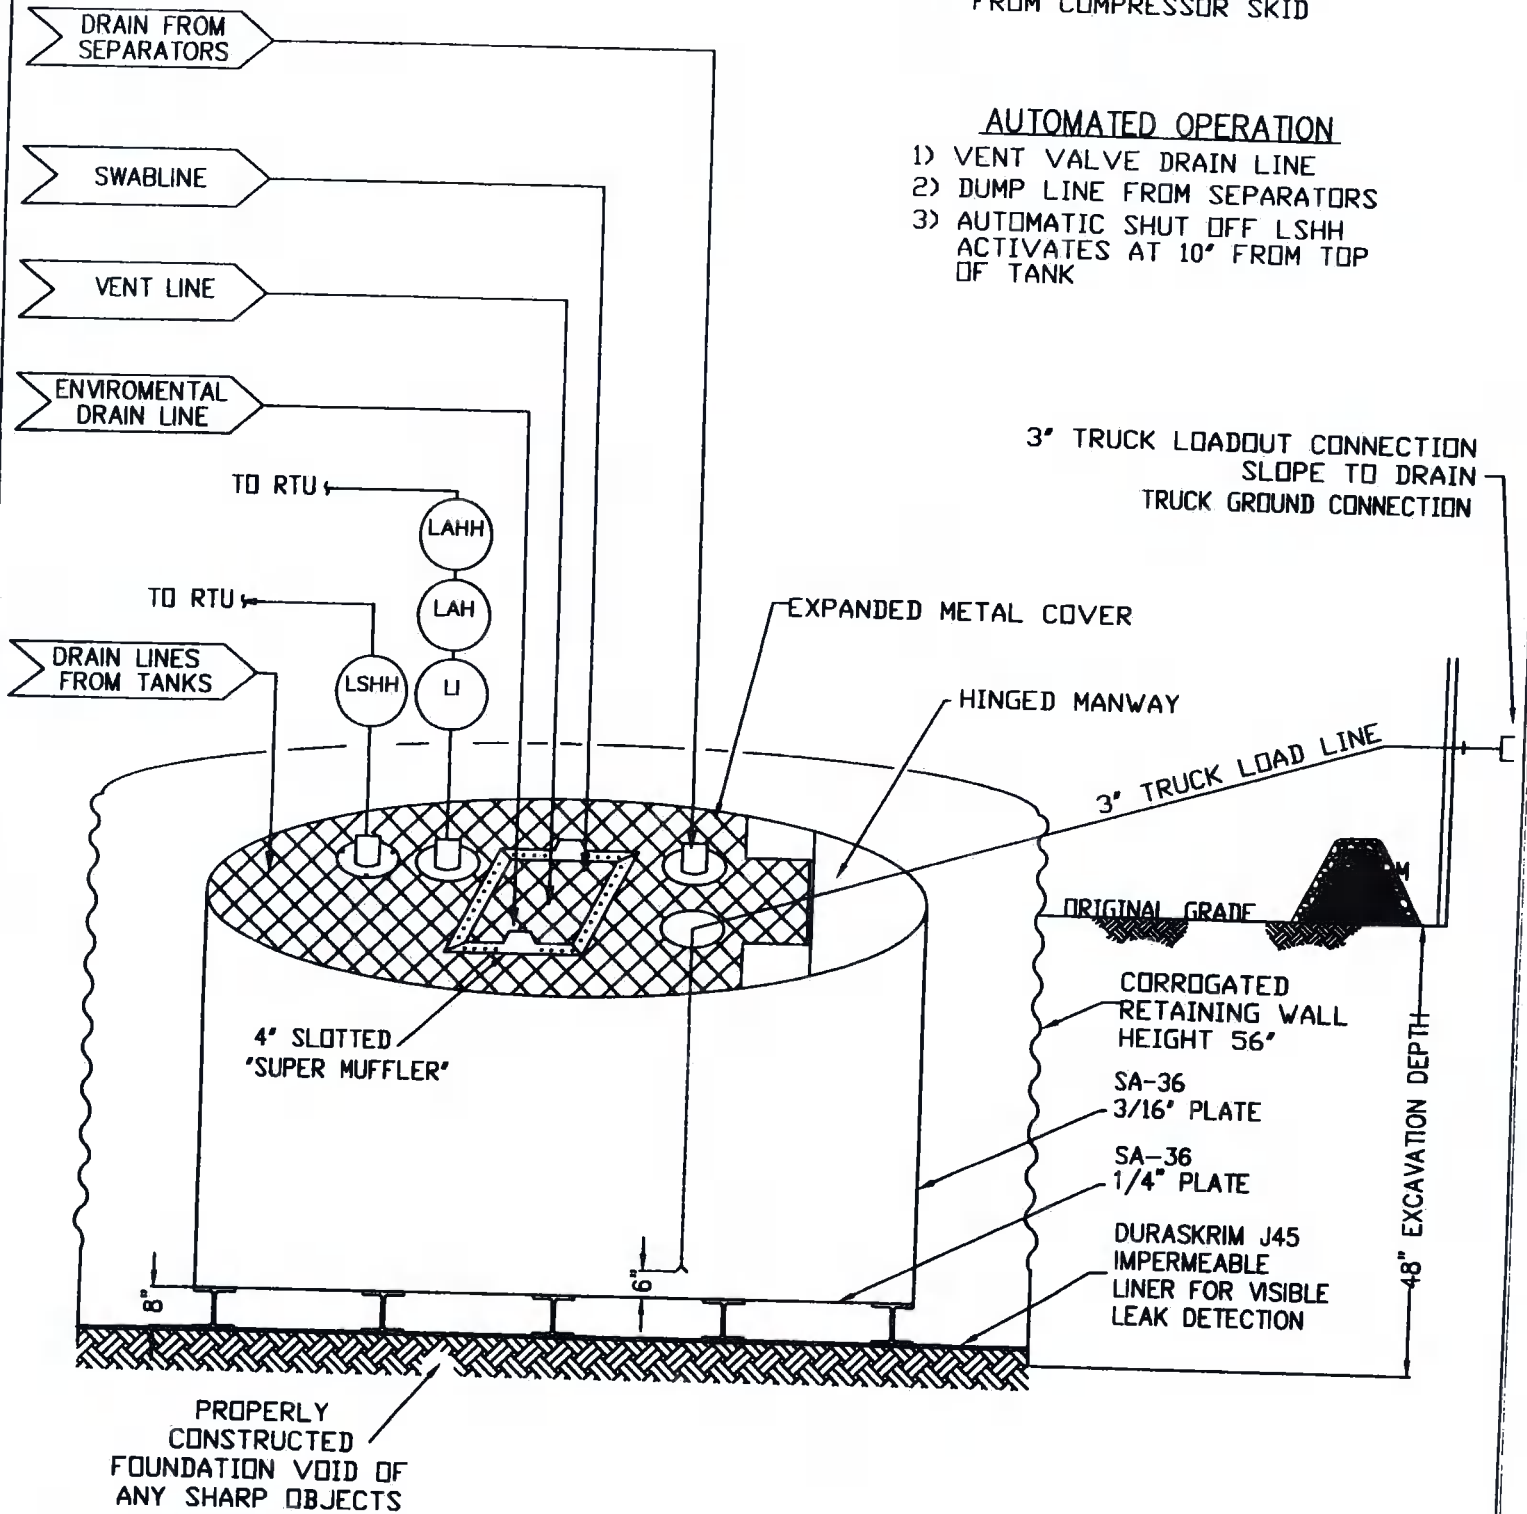 FROM COMPRESSOR SKID
DRAIN FROM
SEPARATORS
AUTOMATED OPERATION
1) VENT VALVE DRAIN LINE
2) DUMP LINE FROM SEPARATORS
3) AUTOMATIC SHUT OFF LSHH
ACTIVATES AT 10" FROM TOP
OF TANK
SWABLINE
VENT LINE
ENVIROMENTAL
DRAIN LINE
3" TRUCK LOADOUT CONNECTION
SLOPE TO DRAIN
TRUCK GROUND CONNECTION
TO RTU
LAHH
TO RTU
LAH
EXPANDED METAL COVER
DRAIN LINES
FROM TANKS
LSHH
LI
HINGED MANWAY
3" TRUCK LOAD LINE
M
ORIGINAL GRADE
CORROGATED
RETAINING WALL
HEIGHT 56"
4" SLOTTED
"SUPER MUFFLER"
SA-36
3/16" PLATE
SA-36
1/4" PLATE
48" EXCAVATION DEPTH
DURASKRIM J45
IMPERMEABLE
LINER FOR VISIBLE
LEAK DETECTION
8"
6"
PROPERLY
CONSTRUCTED
FOUNDATION VOID OF
ANY SHARP OBJECTS